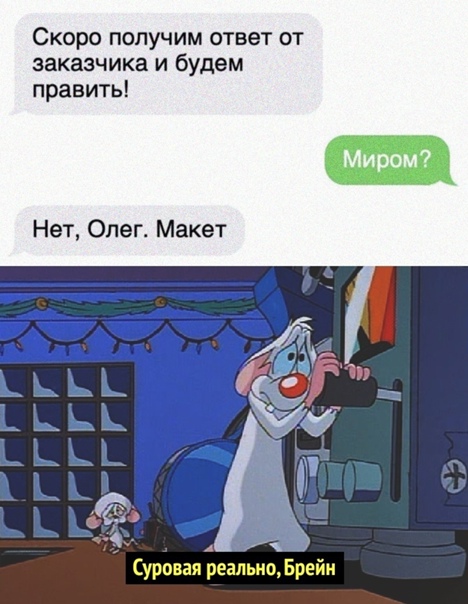 Скоро получим ответ от
заказчика и будем
править!
Миром?
Нет, Олег. Макет
Суровая реально, Брейн